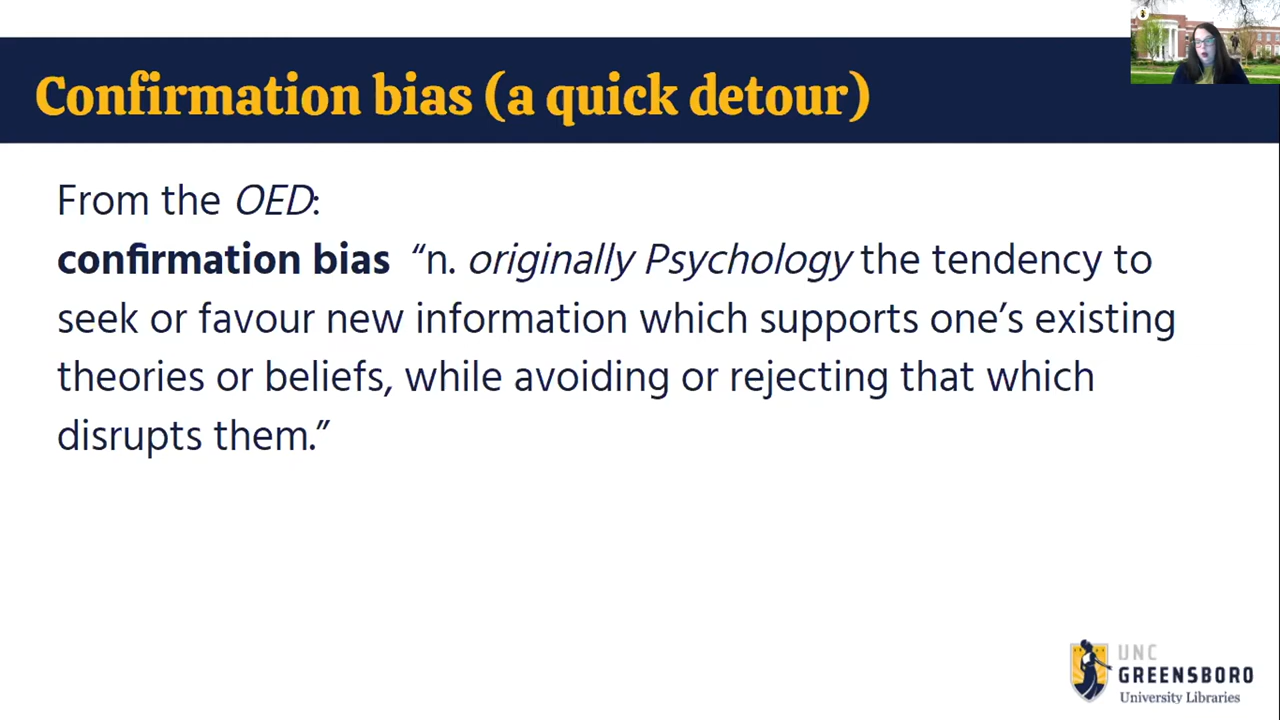 Confirmation bias (a quick detour)
From the OED:
confirmation bias “n. originally Psychology the tendency to
seek or favour new information which supports one’s existing
theories or beliefs, while avoiding or rejecting that which
disrupts them.”
UNC
GREENSBORO
University Libraries